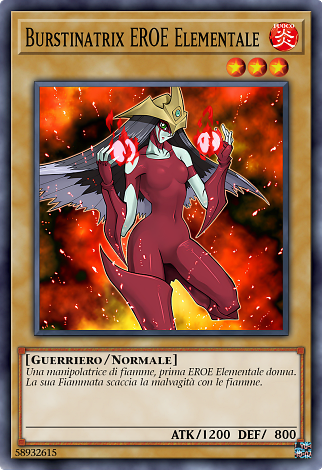 Burstinatrix EROE Elementale
FUOCO
炎
[Guerriero/Normale]
Una manipolatrice di fiamme, prima EROE Elementale donna.
La sua Fiammata scaccia la malvagità con le fiamme.
ATK/1200 DEF/ 800
58932615